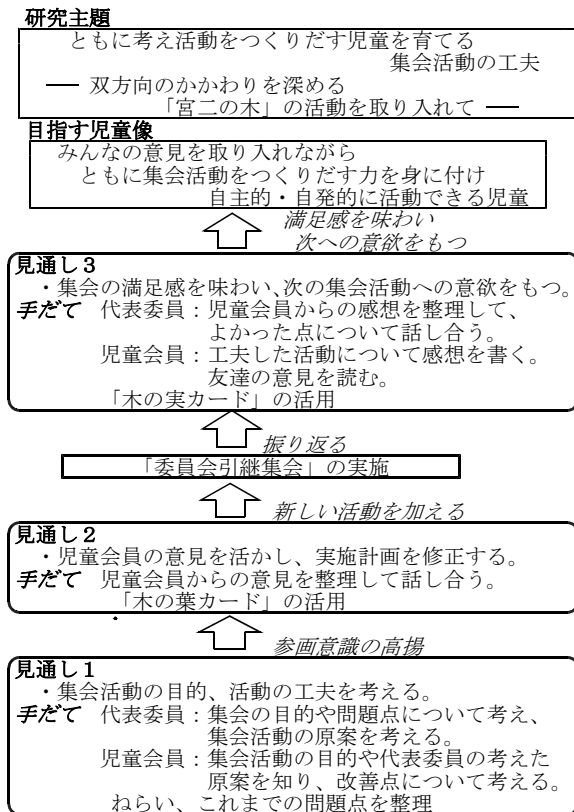 研究主題
ともに考え活動をつくりだす児童を育てる
集会活動の工夫
── 双方向のかかわりを深める
「宮二の木」の活動を取り入れて ──
目指す児童像
みんなの意見を取り入れながら
ともに集会活動をつくりだす力を身に付け
自主的・自発的に活動できる児童
満足感を味わい
次への意欲をもつ
見通し3
・集会の満足感を味わい、次の集会活動への意欲をもつ。
手だて 代表委員：児童会員からの感想を整理して、
よかった点について話し合う。
児童会員：工夫した活動について感想を書く。
友達の意見を読む。
「木の実カード」の活用
振り返る
「委員会引継集会」の実施
新しい活動を加える
見通し2
・児童会員の意見を活かし、実施計画を修正する。
手だて 児童会員からの意見を整理して話し合う。
「木の葉カード」の活用
参画意識の高揚
見通し1
・集会活動の目的、活動の工夫を考える。
手だて 代表委員：集会の目的や問題点について考え、
集会活動の原案を考える。
児童会員：集会活動の目的や代表委員の考えた
原案を知り、改善点について考える。
ねらい、これまでの問題点を整理